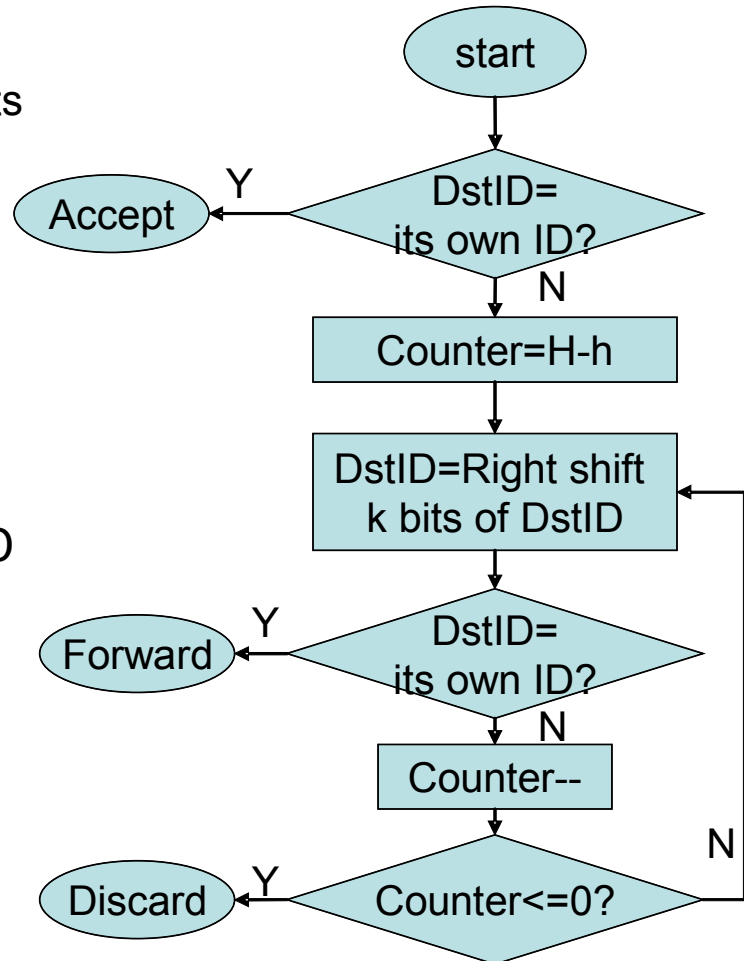 start
ts
Y
Accept
DstID=
its own ID?
N
Counter=H-h
DstID=Right shift
k bits of DstID
D
Y
Forward
DstID=
its own ID?
N
Counter--
N
Y
Discard
Counter<=0?